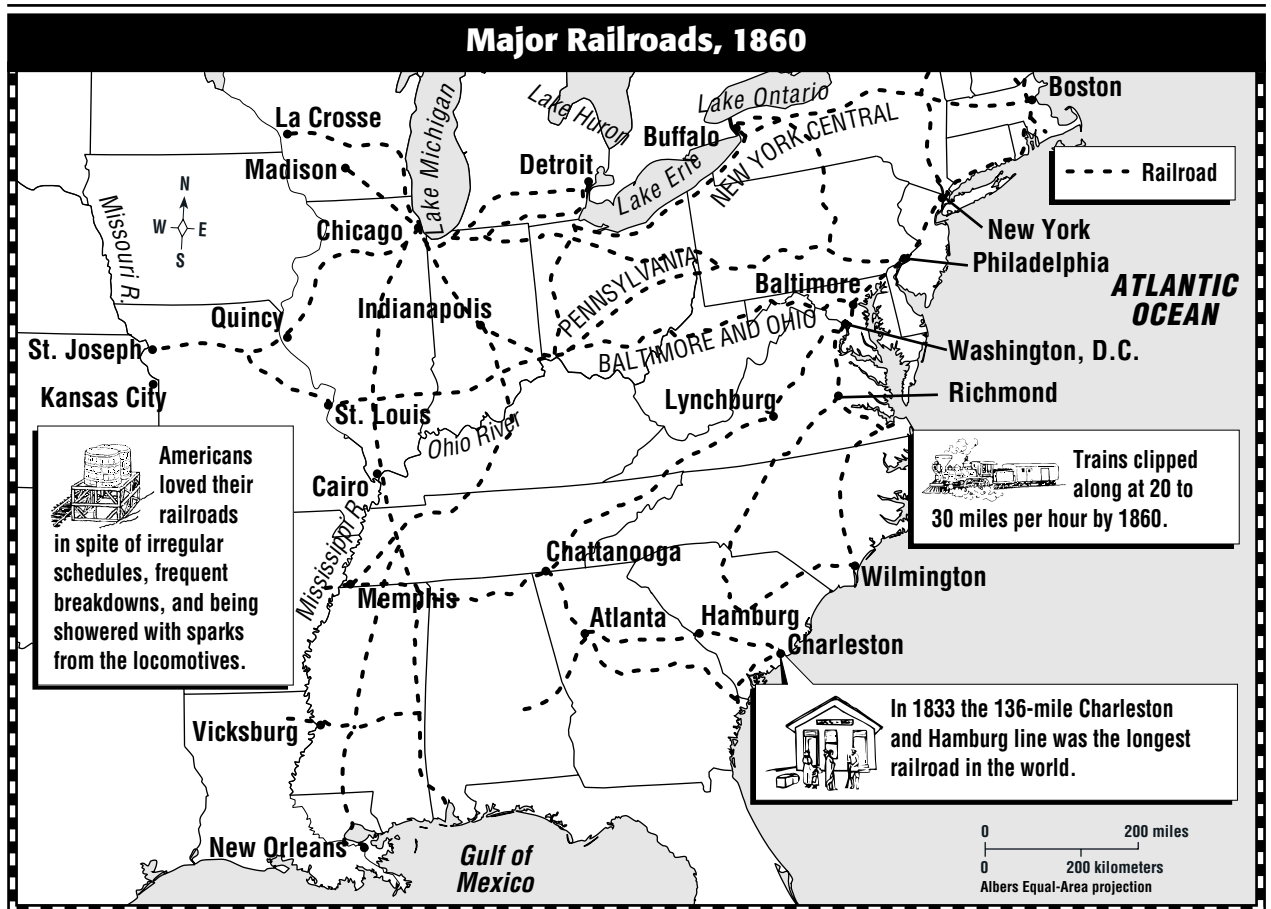 Major Railroads, 1860
La Crosse
Madison
Lake Michigan
Lake Huron
Lake Ontario
Boston
Buffalo
NEW YORK CENTRAL
Detroit
Lake Erie
Railroad
Missouri R.
N
W
E
S
Chicago
New York
Philadelphia
PENNSYLVANIA
Baltimore
ATLANTIC
OCEAN
Quincy
Indianapolis
BALTIMORE AND OHIO
St. Joseph
Washington, D.C.
Kansas City
St. Louis
Lynchburg
Richmond
Ohio River
Americans
loved their
railroads
in spite of irregular
schedules, frequent
breakdowns, and being
showered with sparks
from the locomotives.
Cairo
Trains clipped
along at 20 to
30 miles per hour by 1860.
Mississippi R.
Chattanooga
Memphis
Wilmington
Atlanta
Hamburg
Charleston
Vicksburg
In 1833 the 136-mile Charleston
and Hamburg line was the longest
railroad in the world.
New Orleans
Gulf of
Mexico
0
200 miles
0
200 kilometers
Albers Equal-Area projection